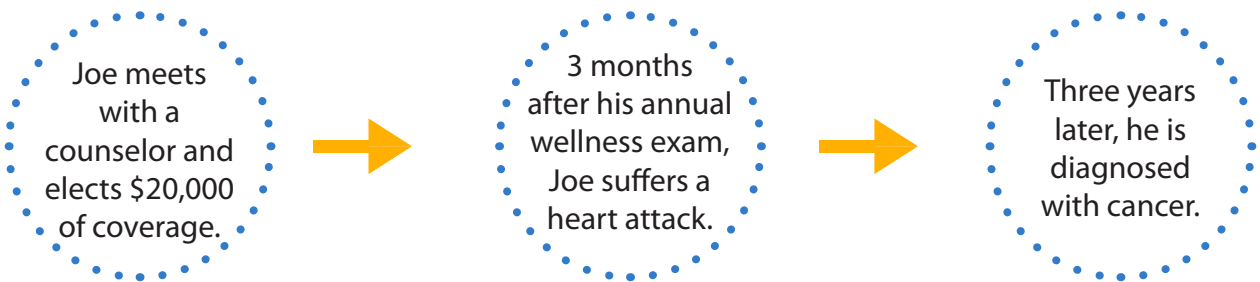 Joe meets
with a
counselor and
elects $20,000
of coverage.
3 months
after his annual
wellness exam,
Joe suffers a
heart attack.
Three years
later, he is
diagnosed
with cancer.